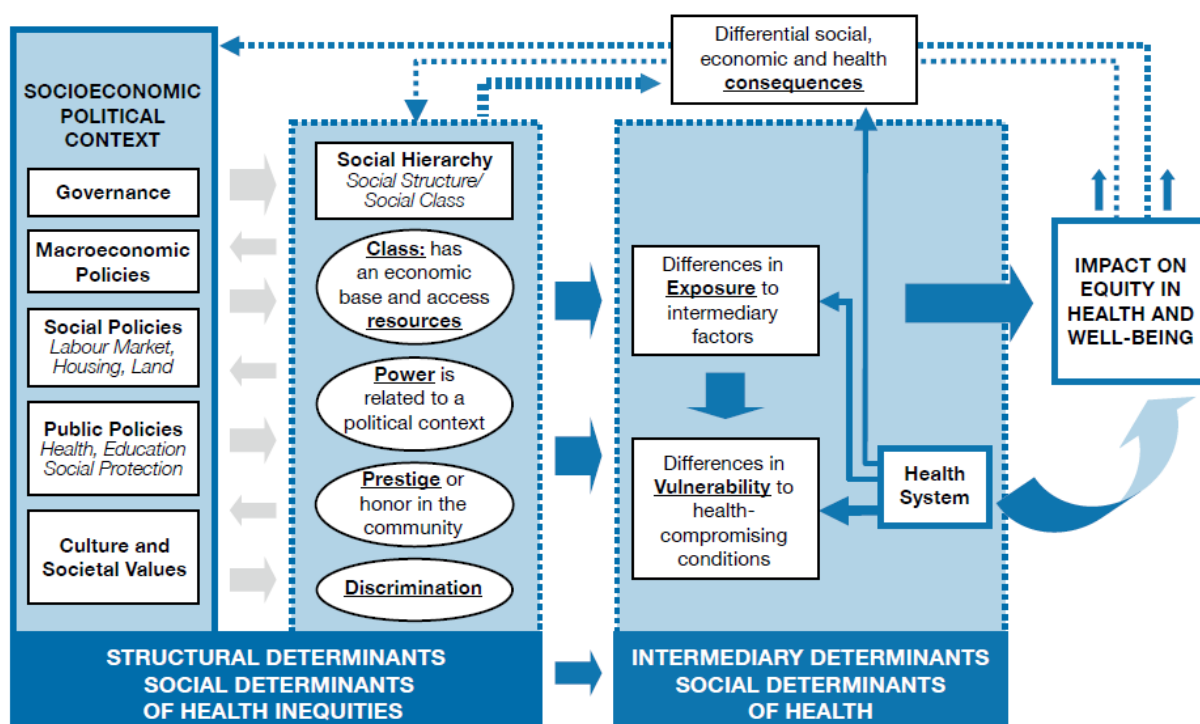 Differential social,
economic and health
consequences
SOCIOECONOMIC
POLITICAL
CONTEXT
Governance
Macroeconomic
Policies
Social Policies
Labour Market,
Housing, Land
Public Policies
Health, Education
Social Protection
Culture and
Societal Values
Social Hierarchy
Social Structure/
Social Class
Class: has
an economic
base and access
resources
Power is
related to a
political context
Prestige or
honor in the
community
Discrimination
Differences in
Exposure to
intermediary
factors
Differences in
Vulnerability to
health-
compromising
conditions
Health
System
IMPACT ON
EQUITY IN
HEALTH AND
WELL-BEING
STRUCTURAL DETERMINANTS
SOCIAL DETERMINANTS
OF HEALTH INEQUITIES
INTERMEDIARY DETERMINANTS
SOCIAL DETERMINANTS
OF HEALTH